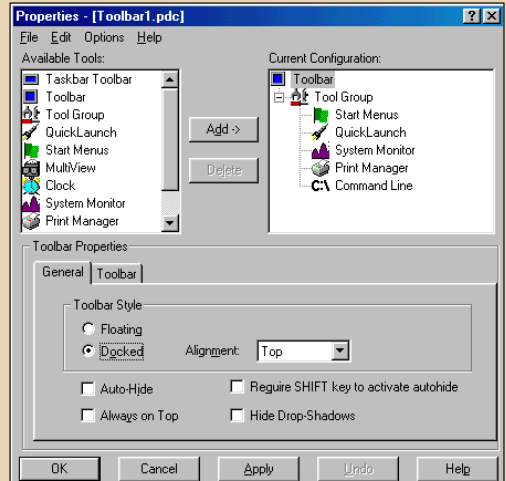 Properties - [Toolbar1.pdc]
File Edit Options Help
Available Tools:
Taskbar Toolbar
Toolbar
Tool Group
QuickLaunch
Start Menus
MultiView
Clock
System Monitor
Print Manager
Add ->
Delete
Current Configuration:
Toolbar
Tool Group
Start Menus
QuickLaunch
System Monitor
Print Manager
C:\ Command Line
Toolbar Properties
General Toolbar
Toolbar Style
Floating
Docked Alignment: Top
Auto-Hide Require SHIFT key to activate autohide
Always on Top Hide Drop-Shadows
OK Cancel Apply Undo Help